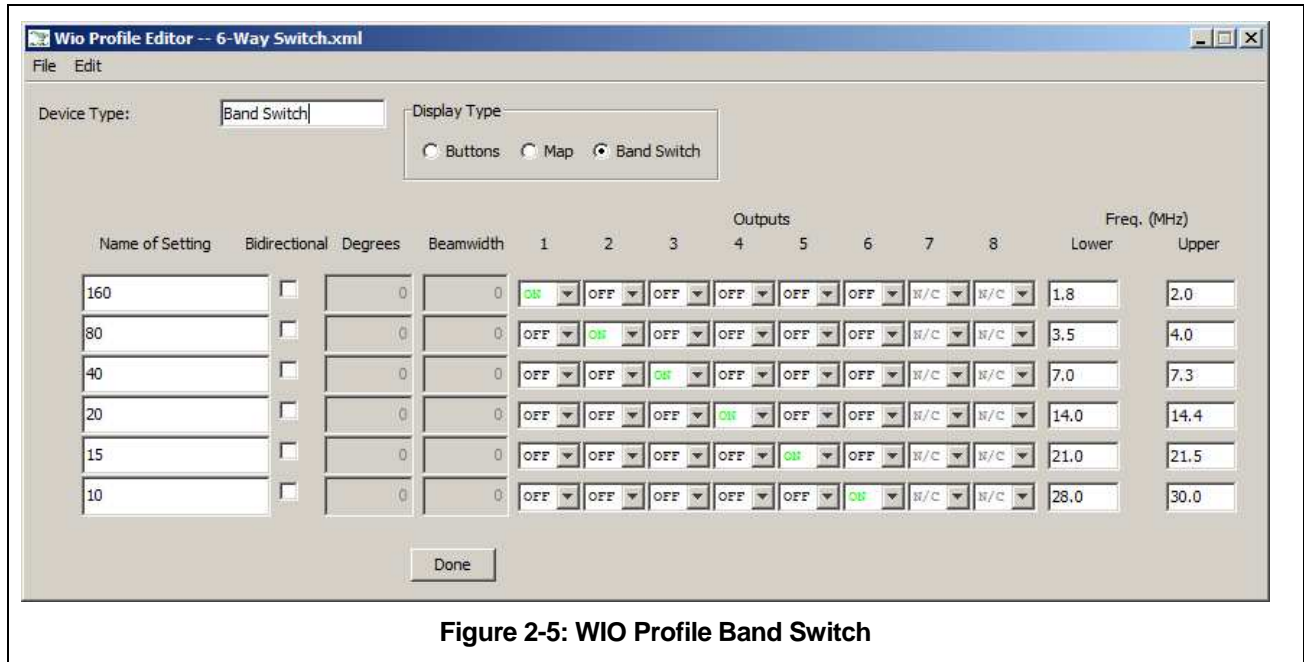 Wio Profile Editor -- 6-Way Switch.xml
File Edit
Device Type: Band Switch
Display Type
Buttons Map Band Switch
Outputs Freq. (MHz)
Name of Setting Bidirectional Degrees Beamwidth 1 2 3 4 5 6 7 8 Lower Upper
160 0 0 ON OFF OFF OFF OFF OFF N/C N/C 1.8 2.0
80 0 0 OFF ON OFF OFF OFF OFF N/C N/C 3.5 4.0
40 0 0 OFF OFF ON OFF OFF OFF N/C N/C 7.0 7.3
20 0 0 OFF OFF OFF ON OFF OFF N/C N/C 14.0 14.4
15 0 0 OFF OFF OFF OFF ON OFF N/C N/C 21.0 21.5
10 0 0 OFF OFF OFF OFF OFF ON N/C N/C 28.0 30.0
Done
Figure 2-5: WIO Profile Band Switch